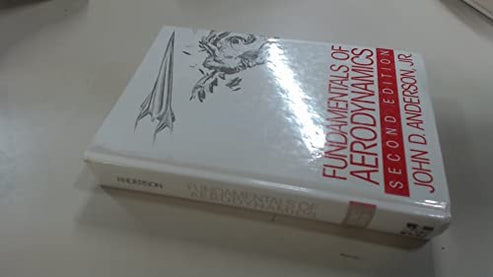 FUNDAMENTALS OF
AERODYNAMICS
SECOND EDITION
JOHN D. ANDERSON, JR.
ANDERSON
FUNDAMENTALS OF
AERODYNAMICS